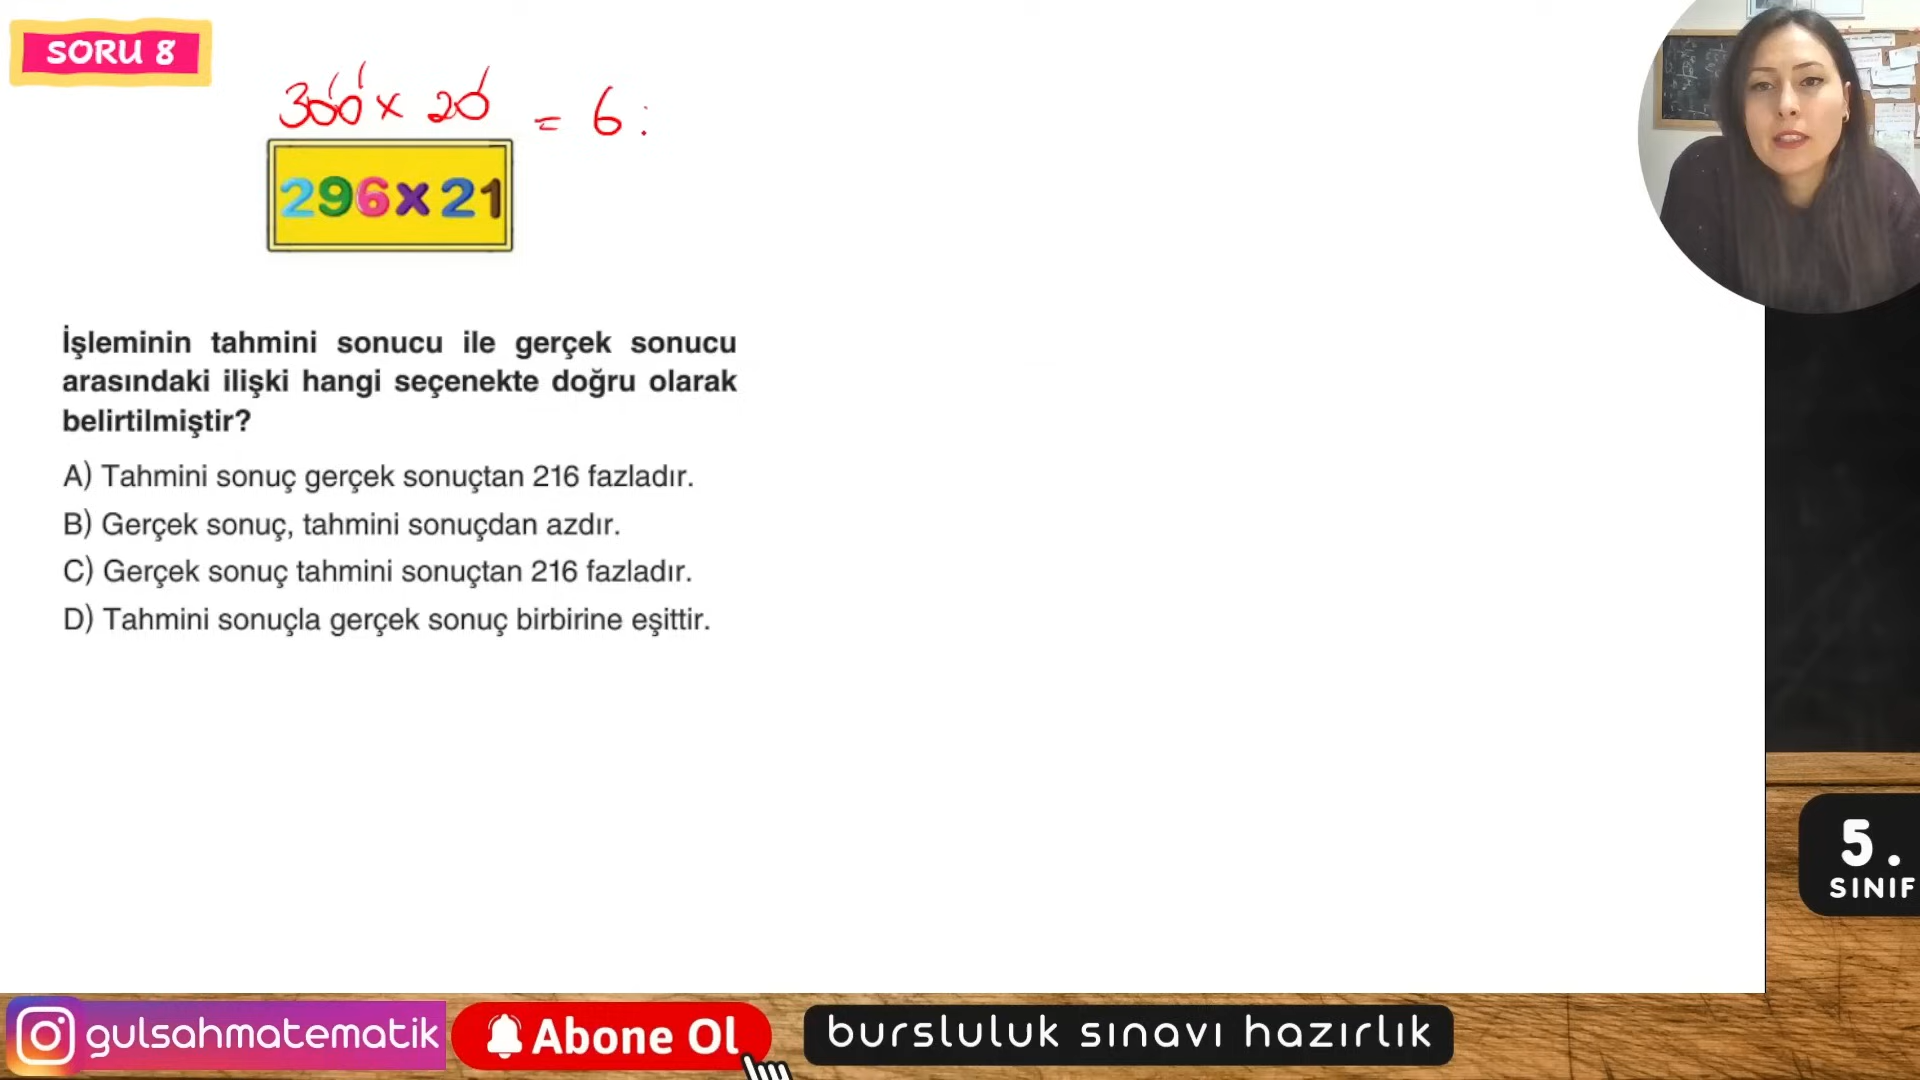 SORU 8
300 x 20 = 6
296x21
İşleminin tahmini sonucu ile gerçek sonucu
arasındaki ilişki hangi seçenekte doğru olarak
belirtilmiştir?
A) Tahmini sonuç gerçek sonuçtan 216 fazladır.
B) Gerçek sonuç, tahmini sonuçdan azdır.
C) Gerçek sonuç tahmini sonuçtan 216 fazladır.
D) Tahmini sonuçla gerçek sonuç birbirine eşittir.
5.
SINIF
gulsahmatematik
Abone Ol
bursluluk sınavı hazırlık